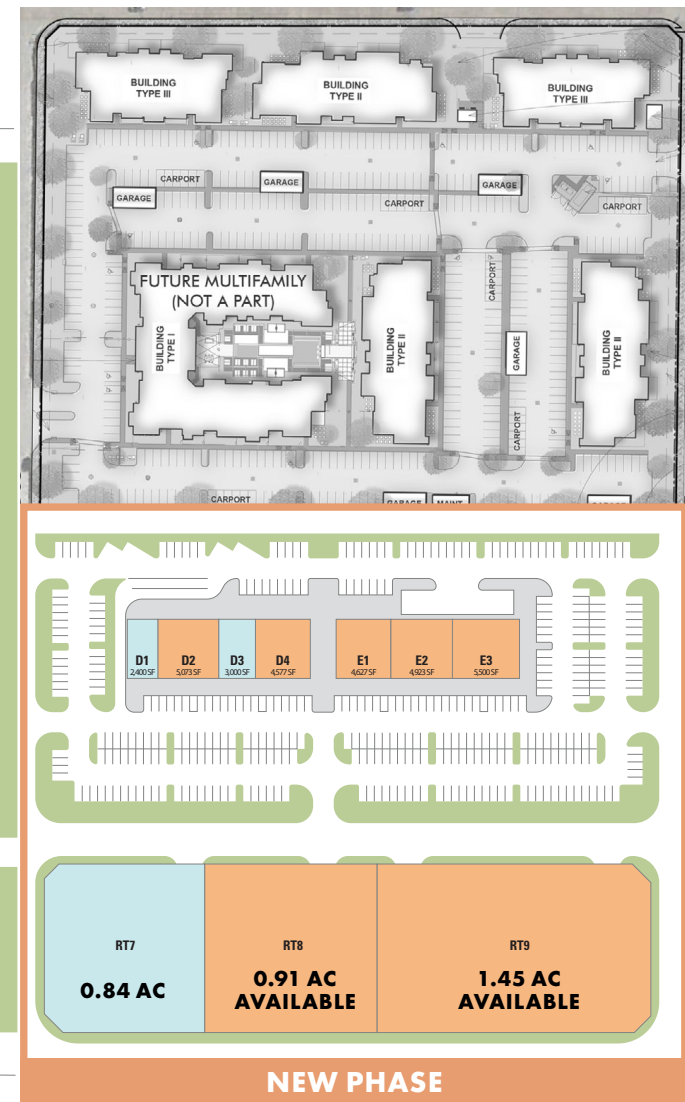 BUILDING
TYPE III
BUILDING
TYPE II
BUILDING
TYPE III
CARPORT
GARAGE
GARAGE
GARAGE
CARPORT
CARPORT
FUTURE MULTIFAMILY
(NOT A PART)
BUILDING
TYPE I
BUILDING
TYPE II
CARPORT
GARAGE
CARPORT
BUILDING
TYPE II
CARPORT
GARAGE
MAINT
D1
2,400 SF
D2
5,073 SF
D3
3,000 SF
D4
4,577 SF
E1
4,627 SF
E2
4,923 SF
E3
5,500 SF
RT7
0.84 AC
RT8
0.91 AC
AVAILABLE
RT9
1.45 AC
AVAILABLE
NEW PHASE